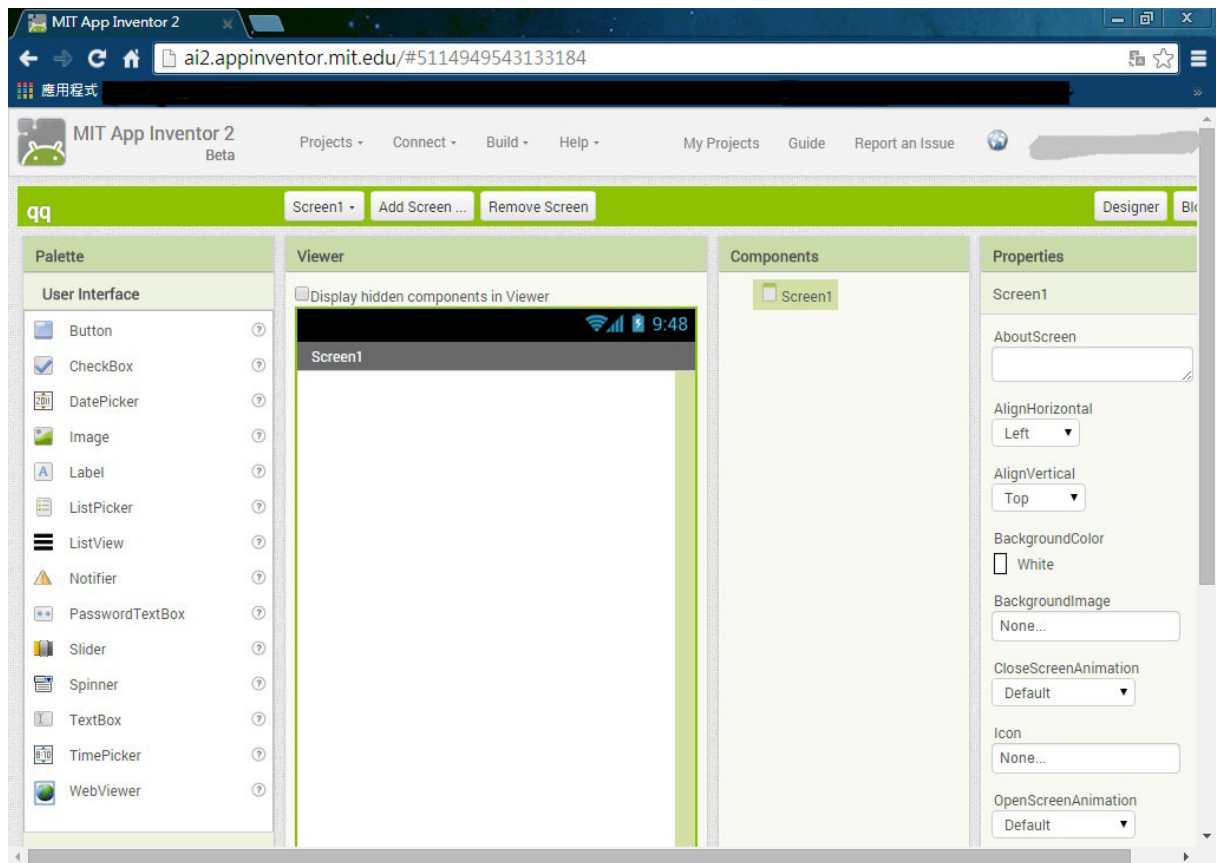 MIT App Inventor 2
ai2.appinventor.mit.edu/#5114949543133184
應用程式
MIT App Inventor 2
Beta
Projects
Connect
Build
Help
My Projects
Guide
Report an Issue
qq
Screen1
Add Screen ...
Remove Screen
Designer
Palette
User Interface
Button
CheckBox
DatePicker
Image
Label
ListPicker
ListView
Notifier
PasswordTextBox
Slider
Spinner
TextBox
TimePicker
WebViewer
Viewer
Display hidden components in Viewer
9:48
Screen1
Components
Screen1
Properties
Screen1
AboutScreen
AlignHorizontal
Left
AlignVertical
Top
BackgroundColor
White
BackgroundImage
None...
CloseScreenAnimation
Default
Icon
None...
OpenScreenAnimation
Default